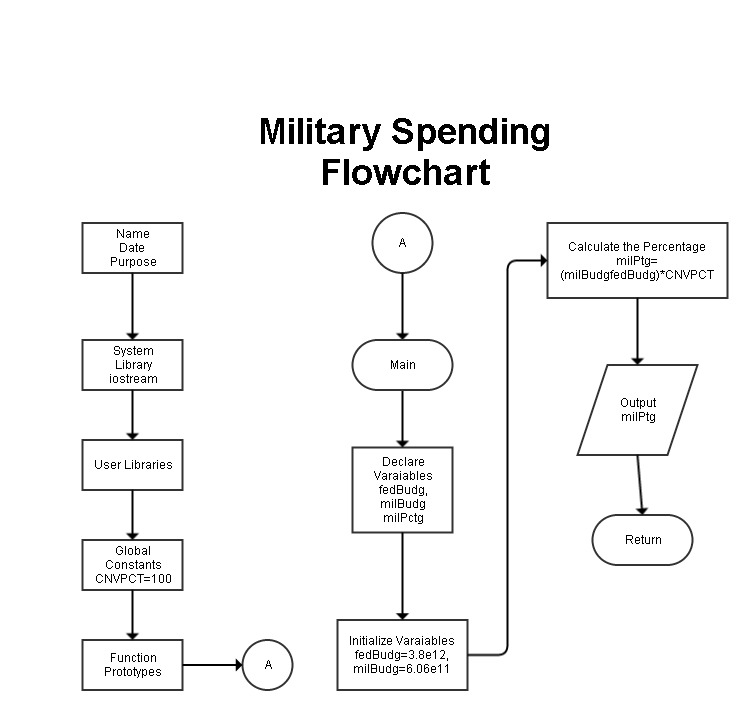 Military Spending
Flowchart
Name
Date
Purpose
System
Library
iostream
User Libraries
Global
Constants
CNVPCT=100
Function
Prototypes
A
A
Main
Declare
Varaiables
fedBudg,
milBudg
milPctg
Initialize Varaiables
fedBudg=3.8e12,
milBudg=6.06e11
Calculate the Percentage
milPtg=
(milBudgfedBudg)*CNVPCT
Output
milPtg
Return